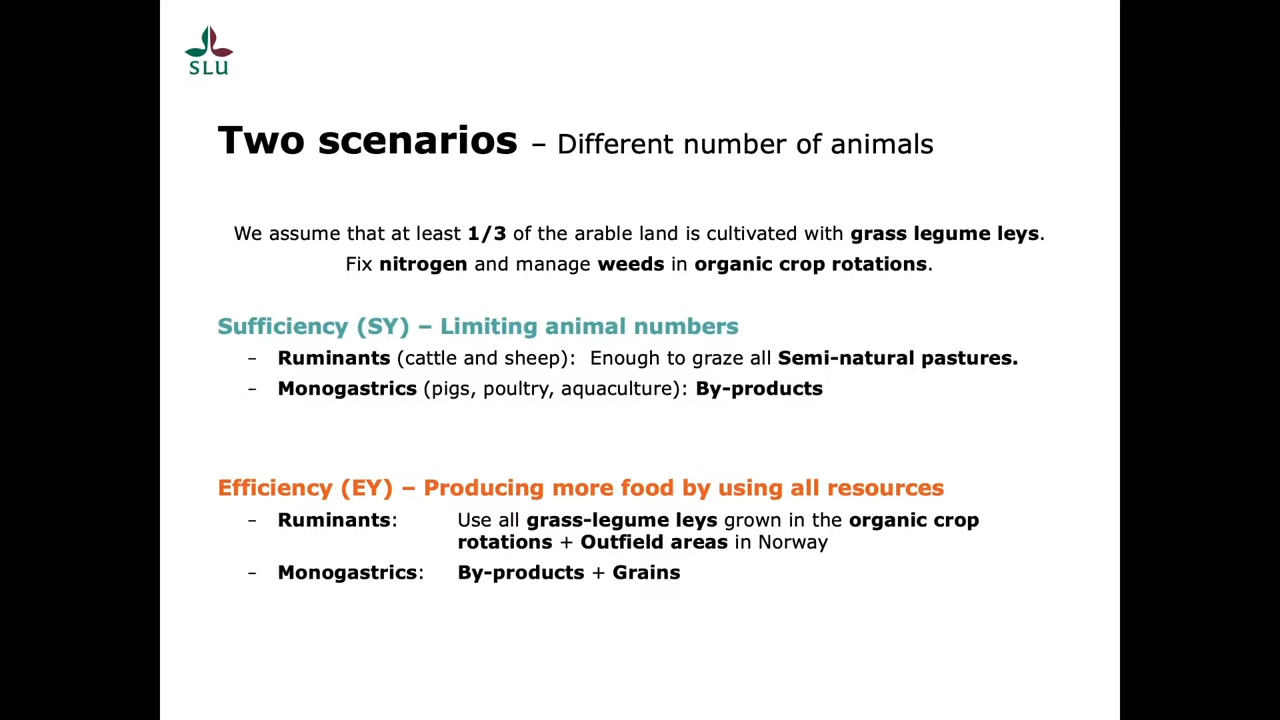 SLU
Two scenarios – Different number of animals
We assume that at least 1/3 of the arable land is cultivated with grass legume leys.
Fix nitrogen and manage weeds in organic crop rotations.
Sufficiency (SY) – Limiting animal numbers
– Ruminants (cattle and sheep): Enough to graze all Semi-natural pastures.
– Monogastrics (pigs, poultry, aquaculture): By-products
Efficiency (EY) – Producing more food by using all resources
– Ruminants: Use all grass-legume leys grown in the organic crop
rotations + Outfield areas in Norway
– Monogastrics: By-products + Grains